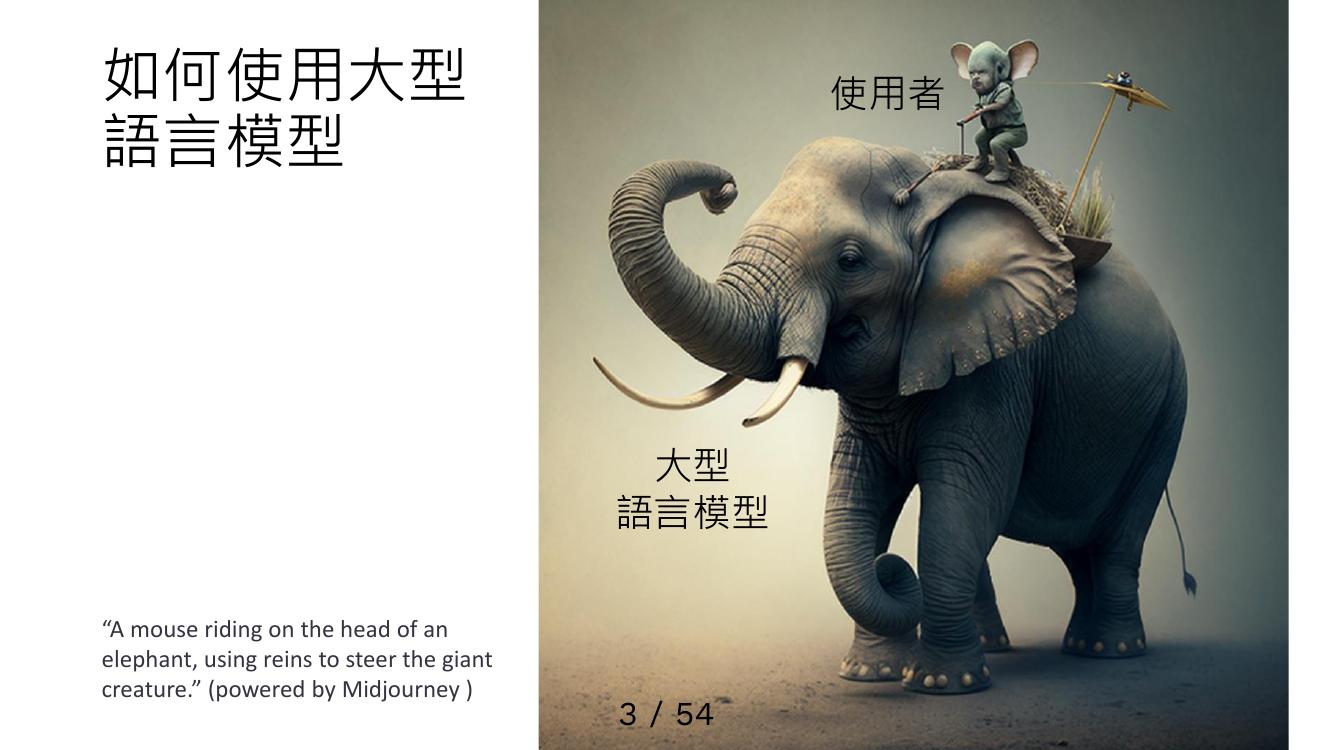 如何使用大型
語言模型
使用者
大型
語言模型
“A mouse riding on the head of an
elephant, using reins to steer the giant
creature.” (powered by Midjourney )
3 / 54